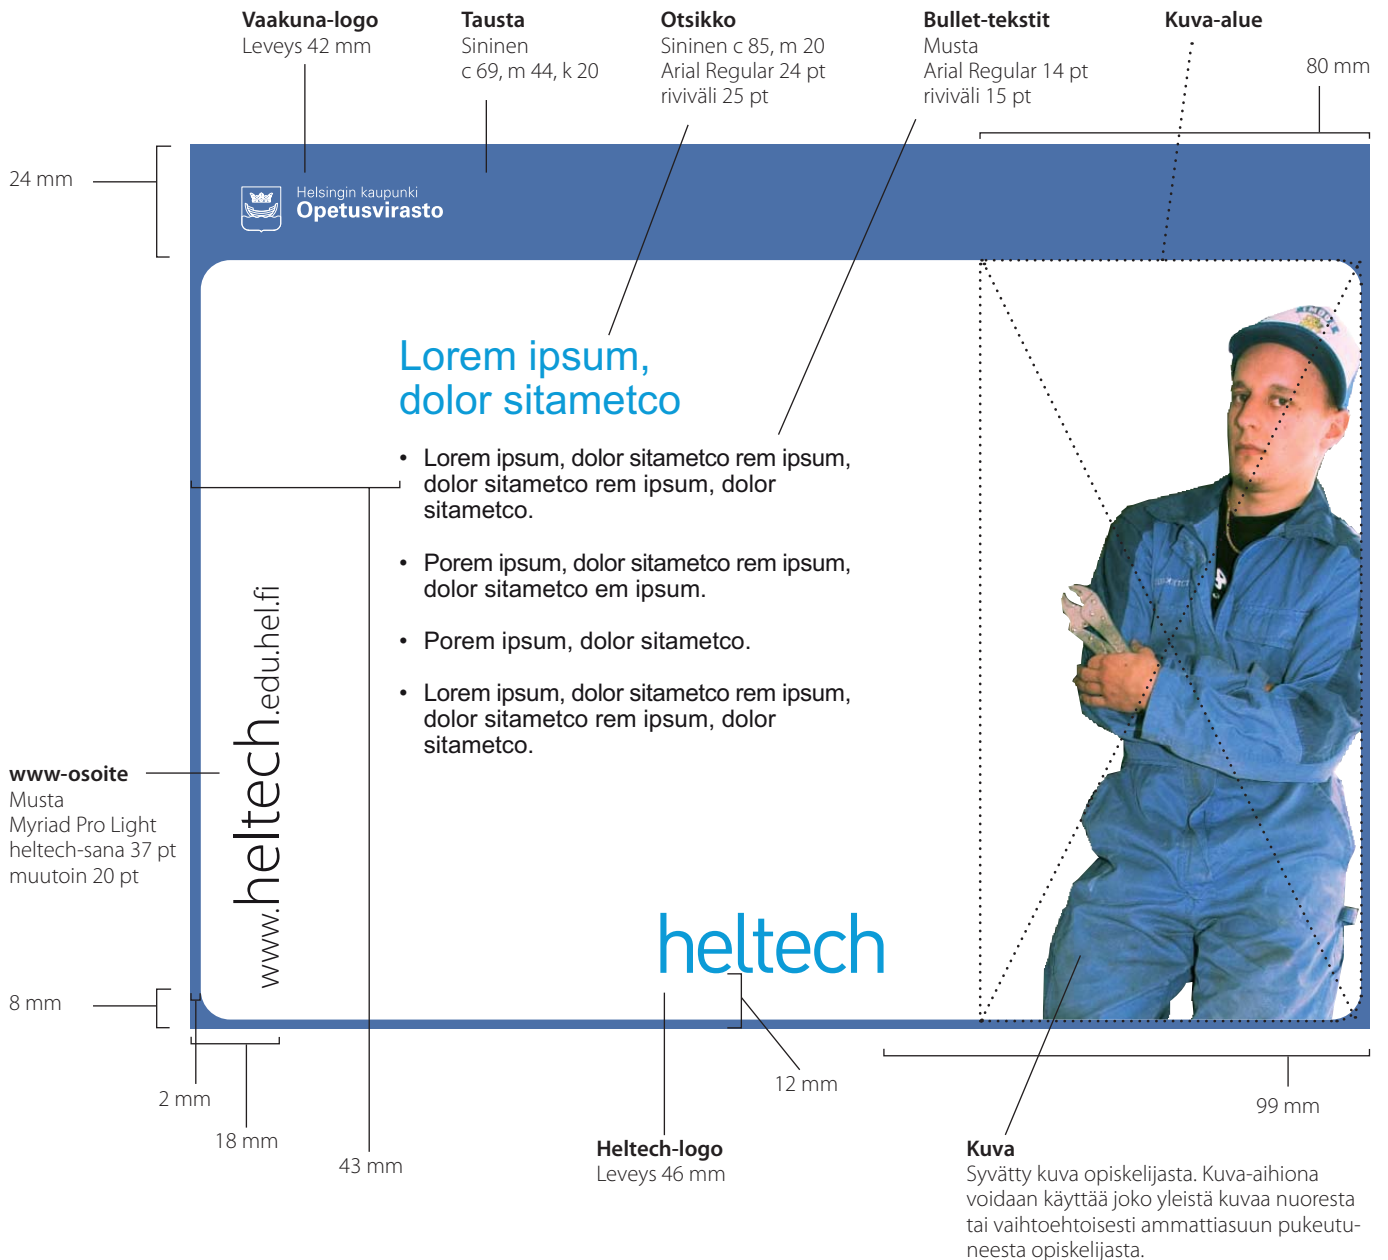 Vaakuna-logo
Leveys 42 mm
Tausta
Sininen
c 69, m 44, k 20
Otsikko
Sininen c 85, m 20
Arial Regular 24 pt
riviväli 25 pt
Bullet-tekstit
Musta
Arial Regular 14 pt
riviväli 15 pt
Kuva-alue
80 mm
24 mm
Helsingin kaupunki
Opetusvirasto
Lorem ipsum,
dolor sitametco
• Lorem ipsum, dolor sitametco rem ipsum,
dolor sitametco rem ipsum, dolor
sitametco.
• Porem ipsum, dolor sitametco rem ipsum,
dolor sitametco em ipsum.
• Porem ipsum, dolor sitametco.
• Lorem ipsum, dolor sitametco rem ipsum,
dolor sitametco rem ipsum, dolor
sitametco.
www.heltech.edu.hel.fi
www-osoite
Musta
Myriad Pro Light
heltech-sana 37 pt
muutoin 20 pt
heltech
8 mm
2 mm
18 mm
43 mm
12 mm
99 mm
Heltech-logo
Leveys 46 mm
Kuva
Syvätty kuva opiskelijasta. Kuva-aihiona
voidaan käyttää joko yleistä kuvaa nuoresta
tai vaihtoehtoisesti ammattiasuun pukeutu-
neesta opiskelijasta.